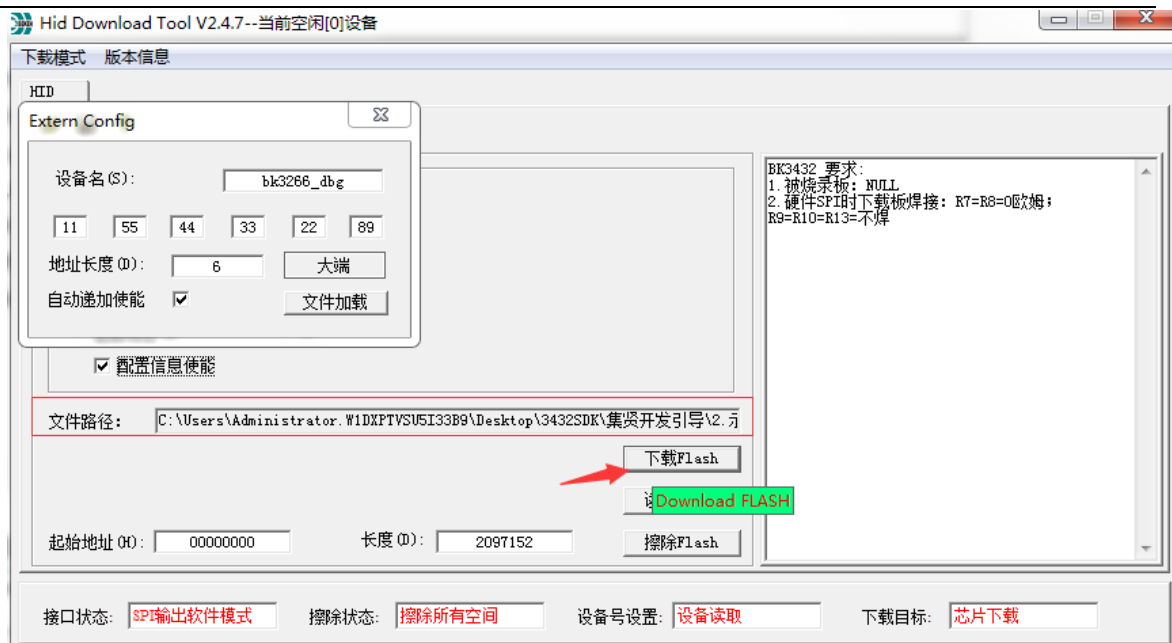 Hid Download Tool V2.4.7--当前空闲[0]设备
下载模式 版本信息
HID
Extern Config
设备名(S): bk3266_dbg
11 55 44 33 22 89
地址长度(D): 6 大端
自动递加使能 文件加载
配置信息使能
BK3432 要求:
1.被烧录板: NULL
2.硬件SPI时下载板焊接: R7=R8=0欧姆;
R9=R10=R13=不焊
文件路径: C:\Users\Administrator.W1DXPTVSU5I33B9\Desktop\3432SDK\集贤开发引导\2.示
下载Flash
Download FLASH
起始地址(H): 00000000 长度(D): 2097152 擦除Flash
接口状态: SPI输出软件模式 擦除状态: 擦除所有空间 设备号设置: 设备读取 下载目标: 芯片下载